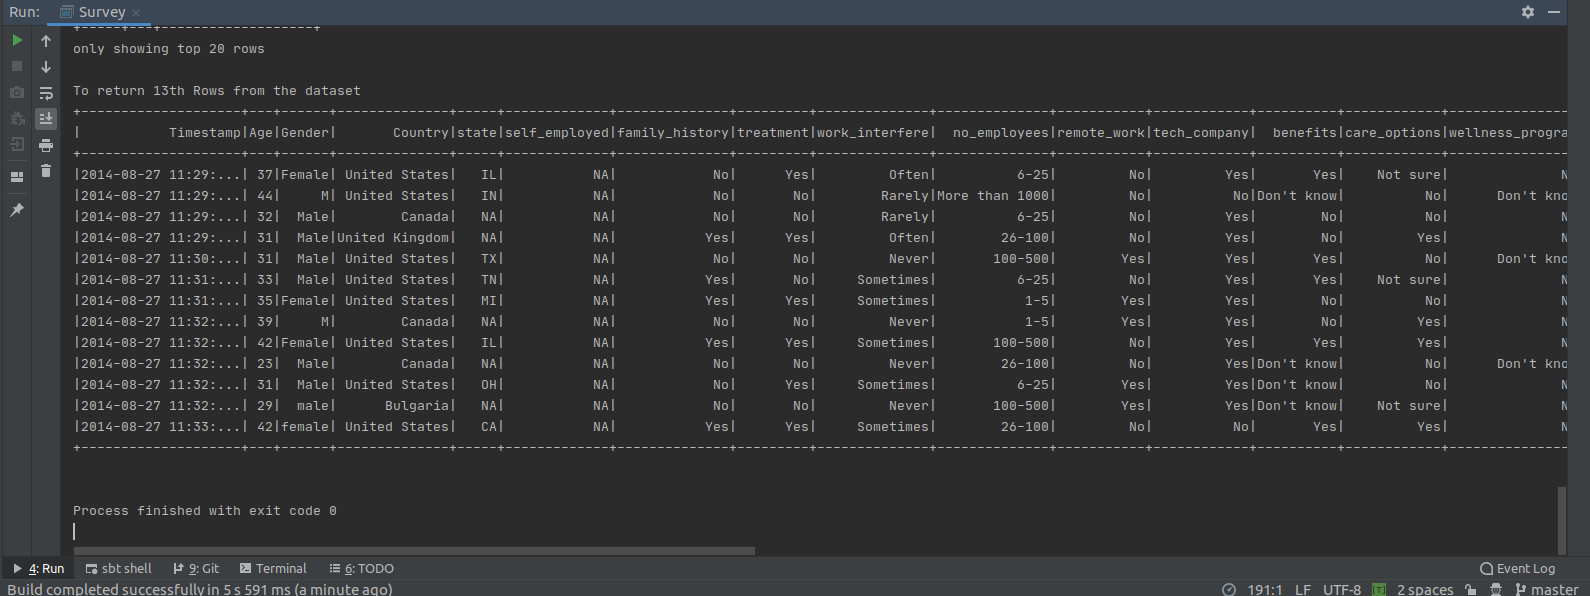 Run: Survey
+-----+---+-------------------+
only showing top 20 rows
To return 13th Rows from the dataset
+--------------------+---+------+--------------+-----+-------------+--------------+---------+--------------+--------------+-----------+------------+----------+------------+--------------
|           Timestamp|Age|Gender|       Country|state|self_employed|family_history|treatment|work_interfere|  no_employees|remote_work|tech_company|  benefits|care_options|wellness_progra
+--------------------+---+------+--------------+-----+-------------+--------------+---------+--------------+--------------+-----------+------------+----------+------------+--------------
|2014-08-27 11:29:...| 37|Female| United States|   IL|           NA|            No|      Yes|         Often|          6-25|         No|         Yes|       Yes|    Not sure|              N
|2014-08-27 11:29:...| 44|     M| United States|   IN|           NA|            No|       No|        Rarely|More than 1000|         No|          No|Don't know|          No|      Don't kno
|2014-08-27 11:29:...| 32|  Male|        Canada|   NA|           NA|            No|       No|        Rarely|          6-25|         No|         Yes|        No|          No|              N
|2014-08-27 11:29:...| 31|  Male|United Kingdom|   NA|           NA|           Yes|      Yes|         Often|        26-100|         No|         Yes|        No|         Yes|              N
|2014-08-27 11:30:...| 31|  Male| United States|   TX|           NA|            No|       No|         Never|       100-500|        Yes|         Yes|       Yes|          No|      Don't kno
|2014-08-27 11:31:...| 33|  Male| United States|   TN|           NA|           Yes|       No|     Sometimes|          6-25|         No|         Yes|       Yes|    Not sure|              N
|2014-08-27 11:31:...| 35|Female| United States|   MI|           NA|           Yes|      Yes|     Sometimes|           1-5|        Yes|         Yes|        No|          No|              N
|2014-08-27 11:32:...| 39|     M|        Canada|   NA|           NA|            No|       No|         Never|           1-5|        Yes|         Yes|        No|         Yes|              N
|2014-08-27 11:32:...| 42|Female| United States|   IL|           NA|           Yes|      Yes|     Sometimes|       100-500|         No|         Yes|       Yes|         Yes|              N
|2014-08-27 11:32:...| 23|  Male|        Canada|   NA|           NA|            No|       No|         Never|        26-100|         No|         Yes|Don't know|          No|      Don't kno
|2014-08-27 11:32:...| 31|  Male| United States|   OH|           NA|            No|      Yes|     Sometimes|          6-25|        Yes|         Yes|Don't know|          No|              N
|2014-08-27 11:32:...| 29|  male|      Bulgaria|   NA|           NA|            No|       No|         Never|       100-500|        Yes|         Yes|Don't know|    Not sure|              N
|2014-08-27 11:33:...| 42|female| United States|   CA|           NA|           Yes|      Yes|     Sometimes|        26-100|         No|          No|       Yes|         Yes|              N
+--------------------+---+------+--------------+-----+-------------+--------------+---------+--------------+--------------+-----------+------------+----------+------------+--------------
Process finished with exit code 0
4: Run sbt shell 9: Git Terminal 6: TODO Event Log
Build completed successfully in 5 s 591 ms (a minute ago) 191:1 LF UTF-8 [T] 2 spaces master